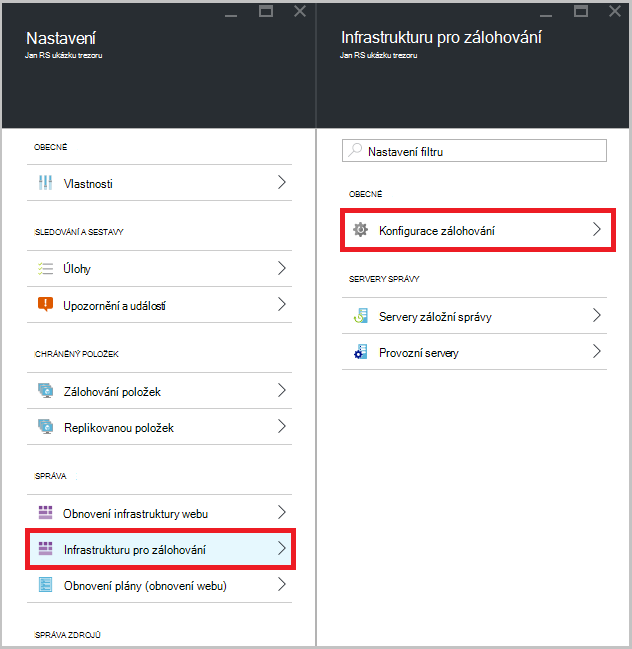 Nastavení
Jan RS ukázku trezoru
OBECNÉ
Vlastnosti
SLEDOVÁNÍ A SESTAVY
Úlohy
Upozornění a událostí
CHRÁNĚNÝ POLOŽEK
Zálohování položek
Replikovanou položek
SPRÁVA
Obnovení infrastruktury webu
Infrastrukturu pro zálohování
Obnovení plány (obnovení webu)
SPRÁVA ZDROJŮ
Infrastrukturu pro zálohování
Jan RS ukázku trezoru
Nastavení filtru
OBECNÉ
Konfigurace zálohování
SERVERY SPRÁVY
Servery záložní správy
Provozní servery